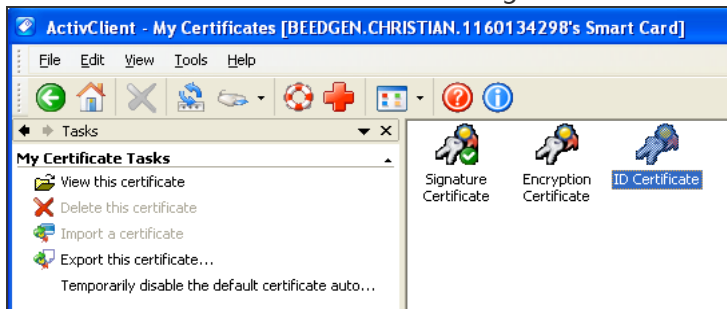 ActivClient - My Certificates [BEEDGEN.CHRISTIAN.1160134298's Smart Card]
File Edit View Tools Help
Tasks
My Certificate Tasks
View this certificate
Delete this certificate
Import a certificate
Export this certificate...
Temporarily disable the default certificate auto...
Signature
Certificate
Encryption
Certificate
ID Certificate